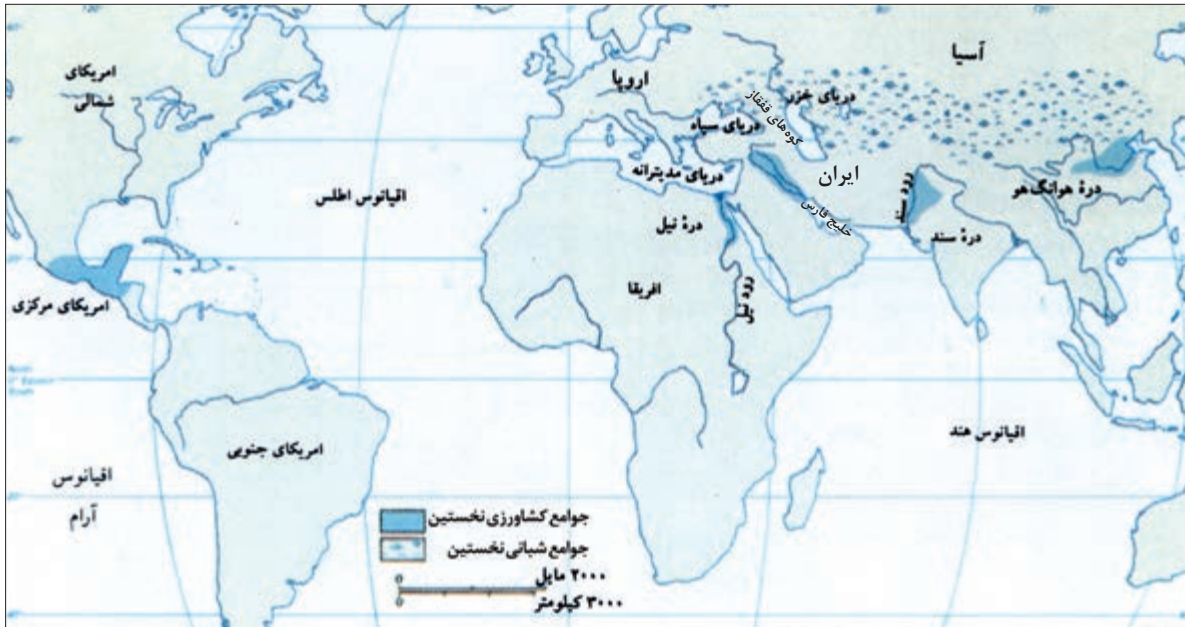 آسیا
امریکای
شمالی
اروپا
دریای خزر
کوه های قفقاز
دریای سیاه
ایران
دریای مدیترانه
خلیج فارس
رود سند
درهٔ هوانگ هو
اقیانوس اطلس
درهٔ نیل
درهٔ سند
افریقا
رود نیل
امریکای مرکزی
اقیانوس هند
امریکای جنوبی
اقیانوس
آرام
جوامع کشاورزی نخستین
جوامع شبانی نخستین
۲۰۰۰ مایل
۳۰۰۰ کیلومتر
0
0